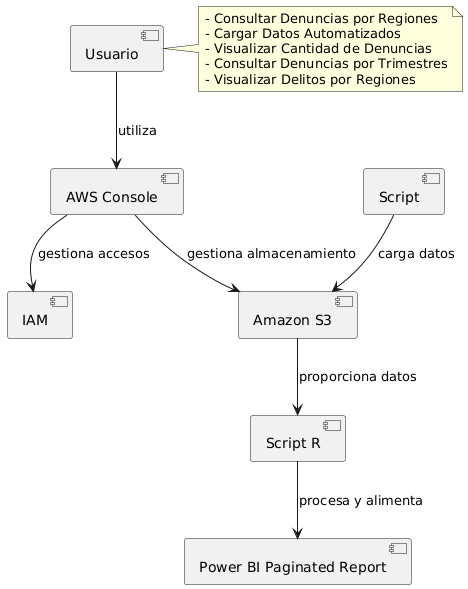 - Consultar Denuncias por Regiones
- Cargar Datos Automatizados
- Visualizar Cantidad de Denuncias
- Consultar Denuncias por Trimestres
- Visualizar Delitos por Regiones
Usuario
utiliza
AWS Console
Script
gestiona accesos
gestiona almacenamiento
carga datos
IAM
Amazon S3
proporciona datos
Script R
procesa y alimenta
Power BI Paginated Report